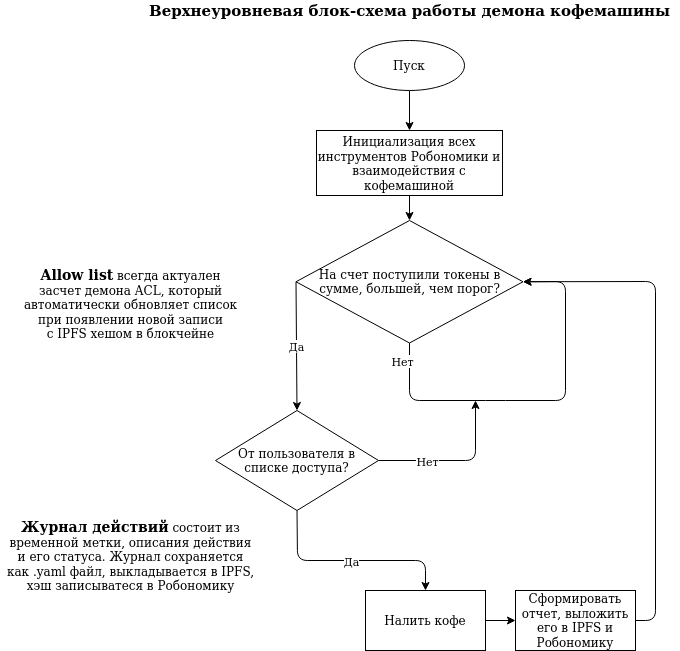 Верхнеуровневая блок-схема работы демона кофемашины
Пуск
Инициализация всех
инструментов Робономики и
взаимодействия с
кофемашиной
На счет поступили токены в
сумме, большей, чем порог?
Allow list всегда актуален
засчет демона ACL, который
автоматически обновляет список
при появлении новой записи
с IPFS хешом в блокчейне
Да
Нет
От пользователя в
списке доступа?
Нет
Журнал действий состоит из
временной метки, описания действия
и его статуса. Журнал сохраняется
как .yaml файл, выкладывается в IPFS,
хэш записыватеся в Робономику
Да
Налить кофе
Сформировать
отчет, выложить
его в IPFS и
Робономику